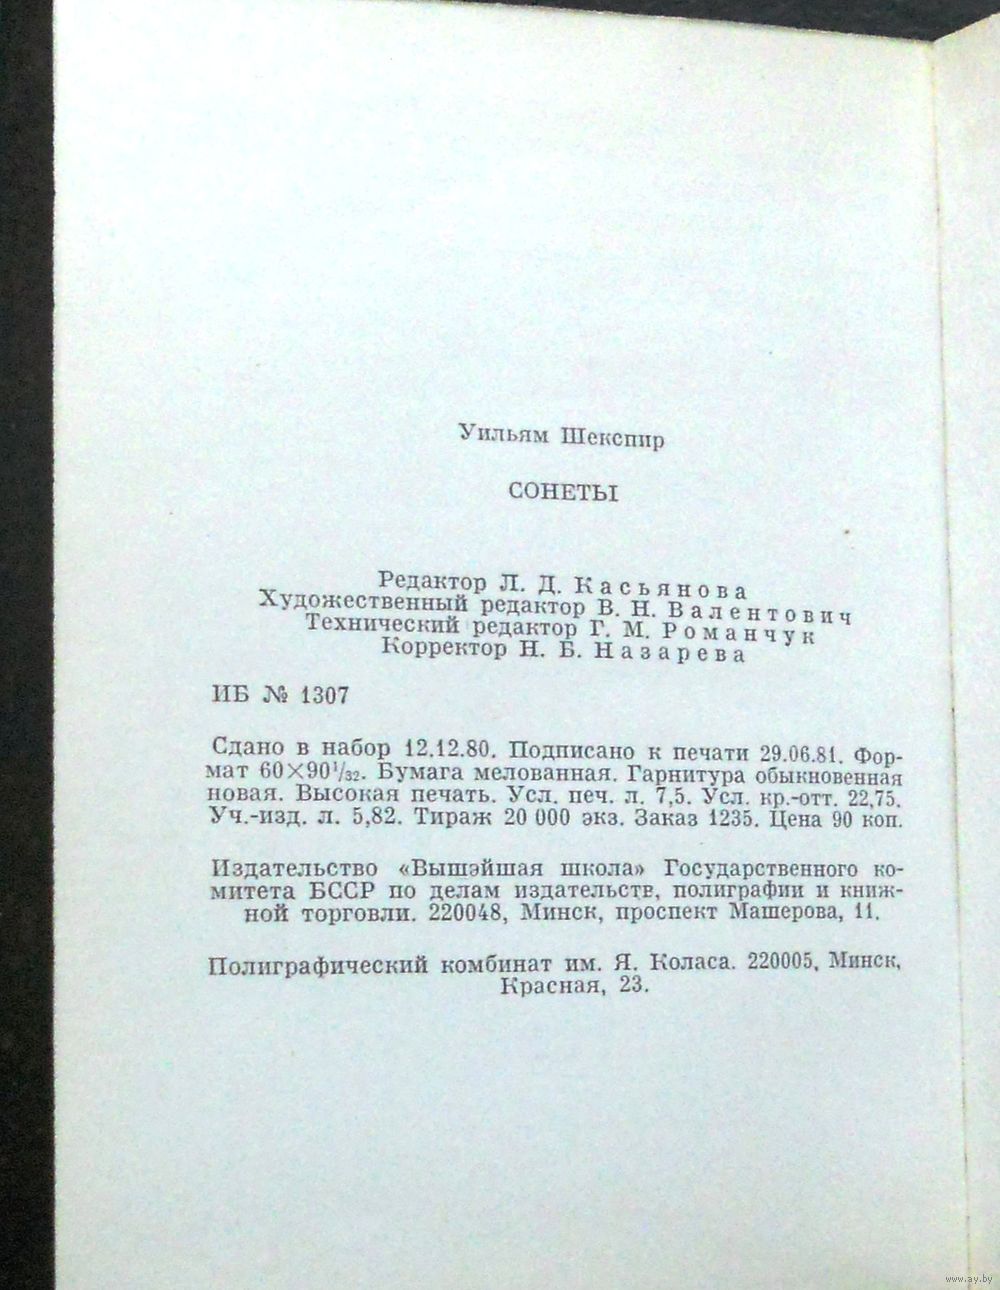 Уильям Шекспир
СОНЕТЫ
Редактор Л. Д. Касьянова
Художественный редактор В. Н. Валентович
Технический редактор Г. М. Романчук
Корректор Н. Б. Назарева
ИБ № 1307
Сдано в набор 12.12.80. Подписано к печати 29.06.81. Фор-
мат 60×90¹/₃₂. Бумага мелованная. Гарнитура обыкновенная
новая. Высокая печать. Усл. печ. л. 7,5. Усл. кр.-отт. 22,75.
Уч.-изд. л. 5,82. Тираж 20 000 экз. Заказ 1235. Цена 90 коп.
Издательство «Вышэйшая школа» Государственного ко-
митета БССР по делам издательств, полиграфии и книж-
ной торговли. 220048, Минск, проспект Машерова, 11.
Полиграфический комбинат им. Я. Коласа. 220005, Минск,
Красная, 23.
www.ay.by